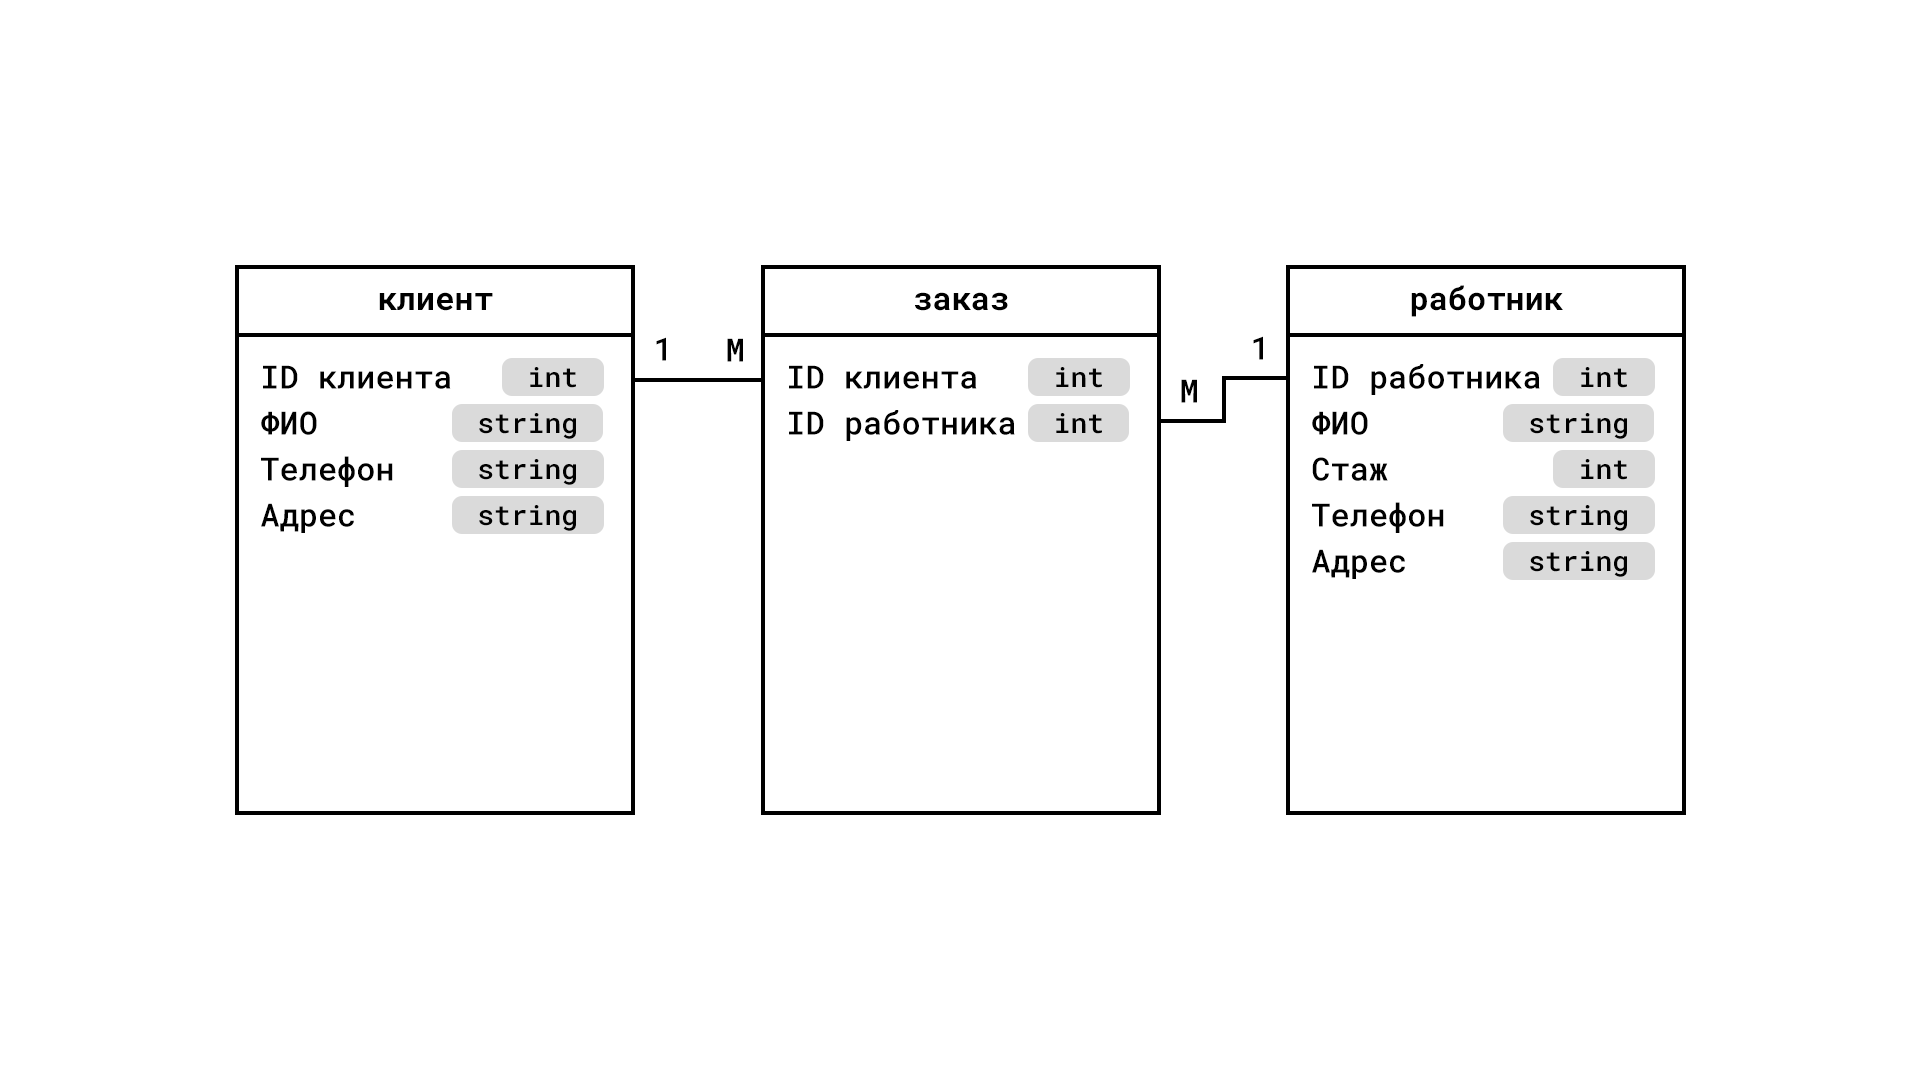 клиент
ID клиента int
ФИО string
Телефон string
Адрес string
1 М
заказ
ID клиента int
ID работника int
М 1
работник
ID работника int
ФИО string
Стаж int
Телефон string
Адрес string